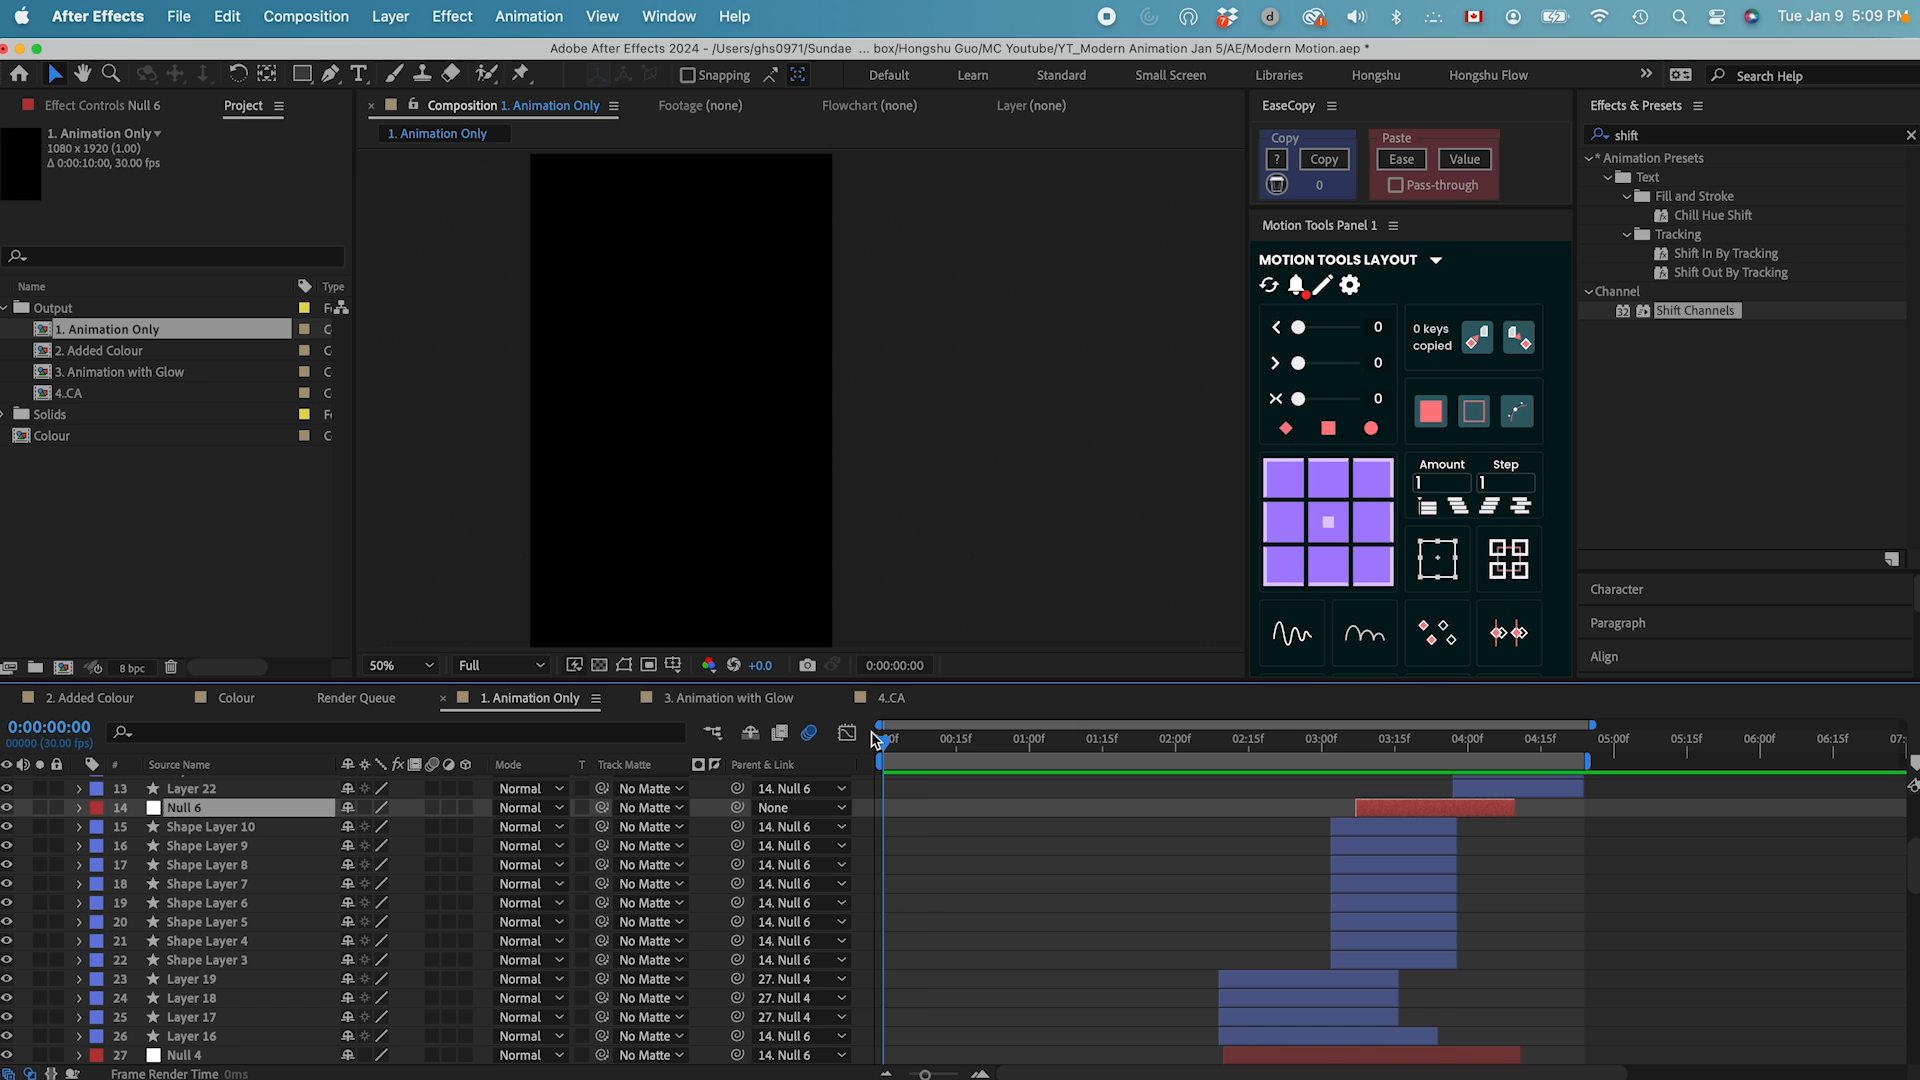 After Effects File Edit Composition Layer Effect Animation View Window Help
7 d Tue Jan 9 5:09 PM
Adobe After Effects 2024 - /Users/ghs0971/Sundae ... box/Hongshu Guo/MC Youtube/YT_Modern Animation Jan 5/AE/Modern Motion.aep *
T Snapping Default Learn Standard Small Screen Libraries Hongshu Hongshu Flow Search Help
Effect Controls Null 6 Project
1. Animation Only
1080 x 1920 (1.00)
Δ 0:00:10:00, 30.00 fps
Name Type
Output
1. Animation Only
2. Added Colour
3. Animation with Glow
4..CA
Solids
Colour
8 bpc
Composition 1. Animation Only Footage (none) Flowchart (none) Layer (none)
1. Animation Only
50% Full +0.0 0:00:00:00
EaseCopy
Copy Paste
? Copy Ease Value
0 Pass-through
Motion Tools Panel 1
MOTION TOOLS LAYOUT
0
0
0
0 keys
copied
Amount Step
1 1
Effects & Presets
shift
* Animation Presets
Text
Fill and Stroke
Chill Hue Shift
Tracking
Shift In By Tracking
Shift Out By Tracking
Channel
32 Shift Channels
Character
Paragraph
Align
2. Added Colour Colour Render Queue 1. Animation Only 3. Animation with Glow 4..CA
0:00:00:00
00000 (30.00 fps)
00:15f 01:00f 01:15f 02:00f 02:15f 03:00f 03:15f 04:00f 04:15f 05:00f 05:15f 06:00f 06:15f 07:
# Source Name fx Mode T Track Matte Parent & Link
13 Layer 22 Normal No Matte 14. Null 6
14 Null 6 Normal No Matte None
15 Shape Layer 10 Normal No Matte 14. Null 6
16 Shape Layer 9 Normal No Matte 14. Null 6
17 Shape Layer 8 Normal No Matte 14. Null 6
18 Shape Layer 7 Normal No Matte 14. Null 6
19 Shape Layer 6 Normal No Matte 14. Null 6
20 Shape Layer 5 Normal No Matte 14. Null 6
21 Shape Layer 4 Normal No Matte 14. Null 6
22 Shape Layer 3 Normal No Matte 14. Null 6
23 Layer 19 Normal No Matte 27. Null 4
24 Layer 18 Normal No Matte 27. Null 4
25 Layer 17 Normal No Matte 27. Null 4
26 Layer 16 Normal No Matte 14. Null 6
27 Null 4 Normal No Matte 14. Null 6
Frame Render Time 0ms